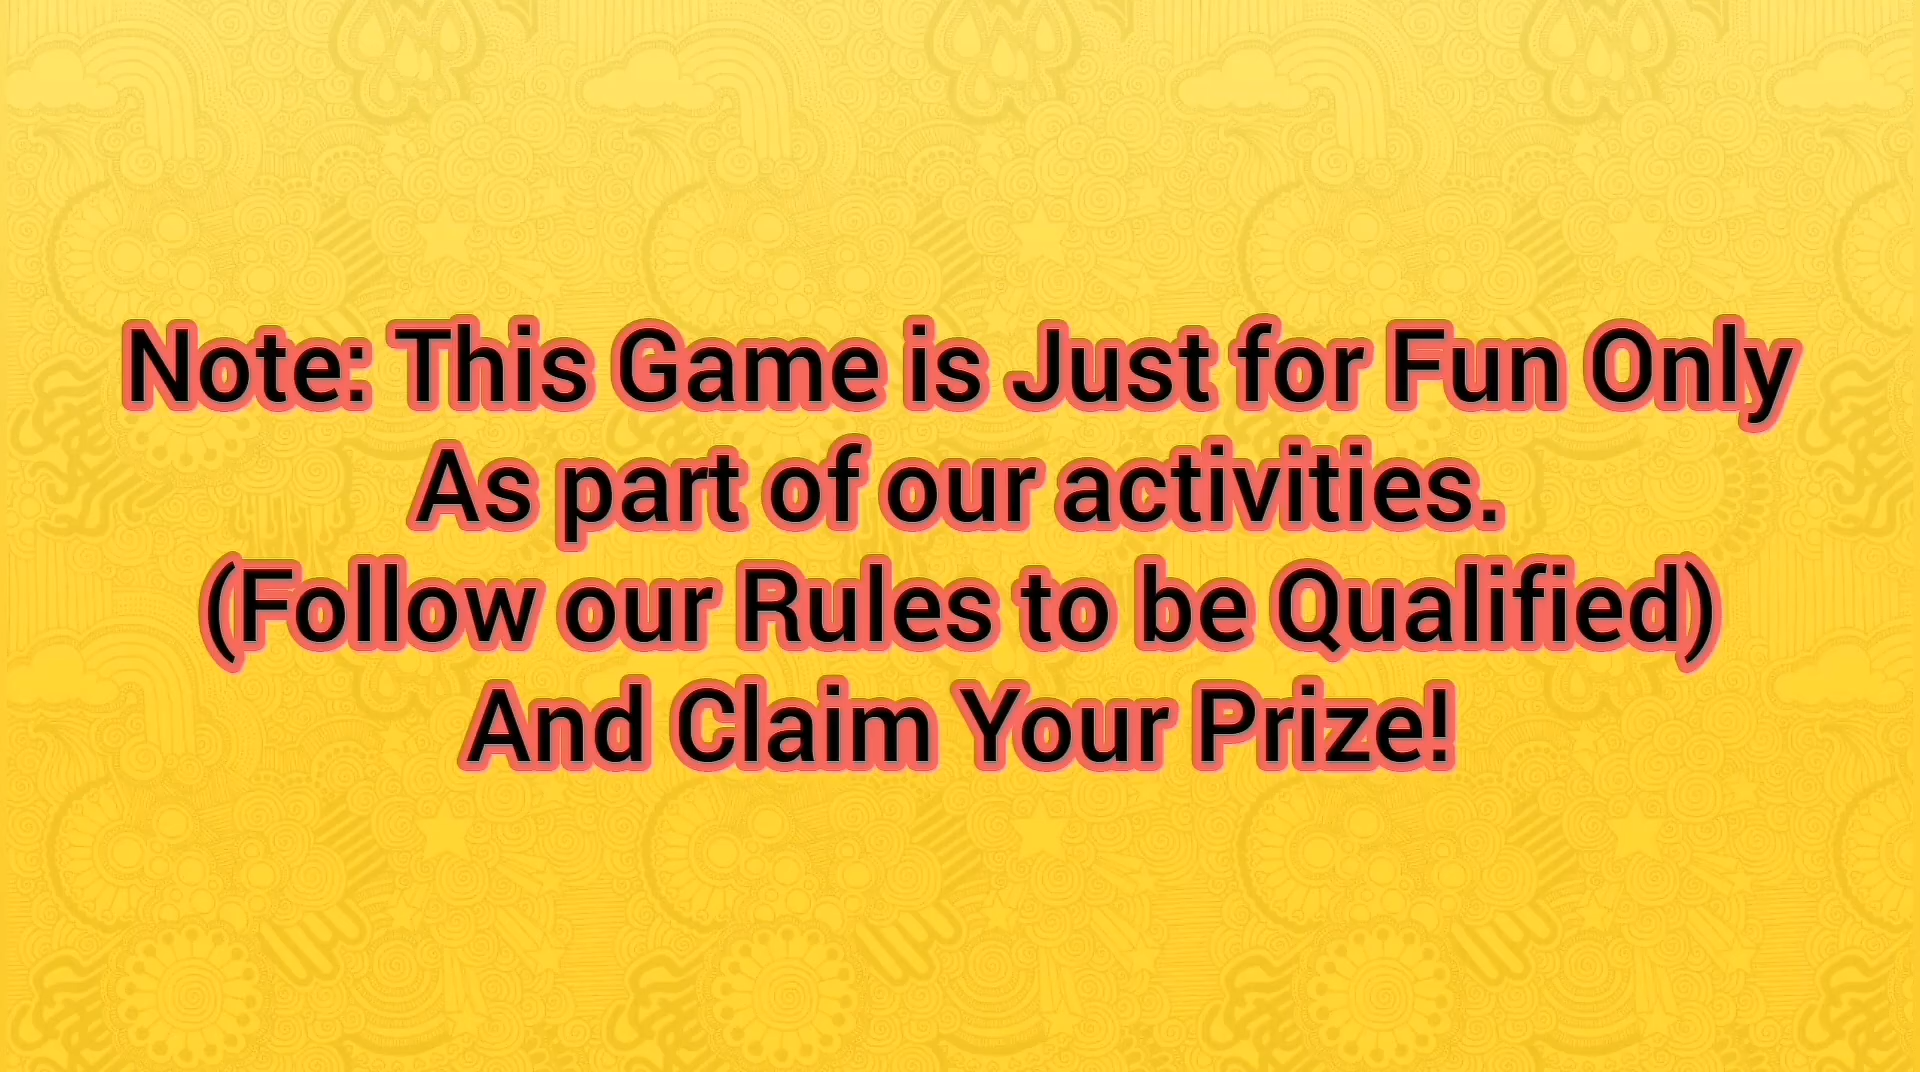 Note: This Game is Just for Fun Only
As part of our activities.
(Follow our Rules to be Qualified)
And Claim Your Prize!